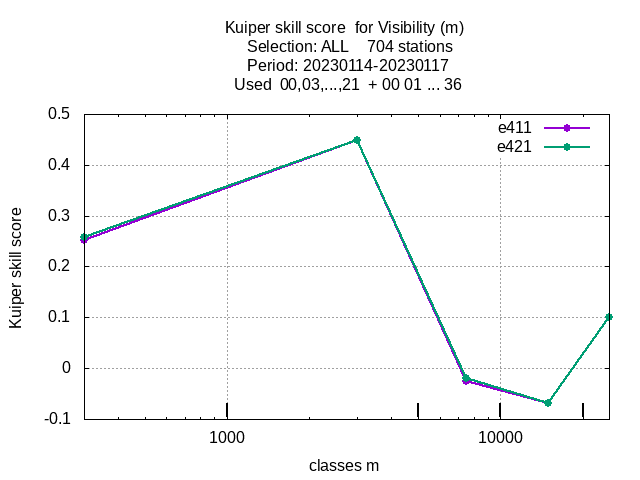 Kuiper skill score  for Visibility (m)
Selection: ALL    704 stations
Period: 20230114-20230117
Used  00,03,...,21  + 00 01 ... 36
e411
e421
0.5
0.4
0.3
0.2
0.1
0
-0.1
Kuiper skill score
1000
10000
classes m